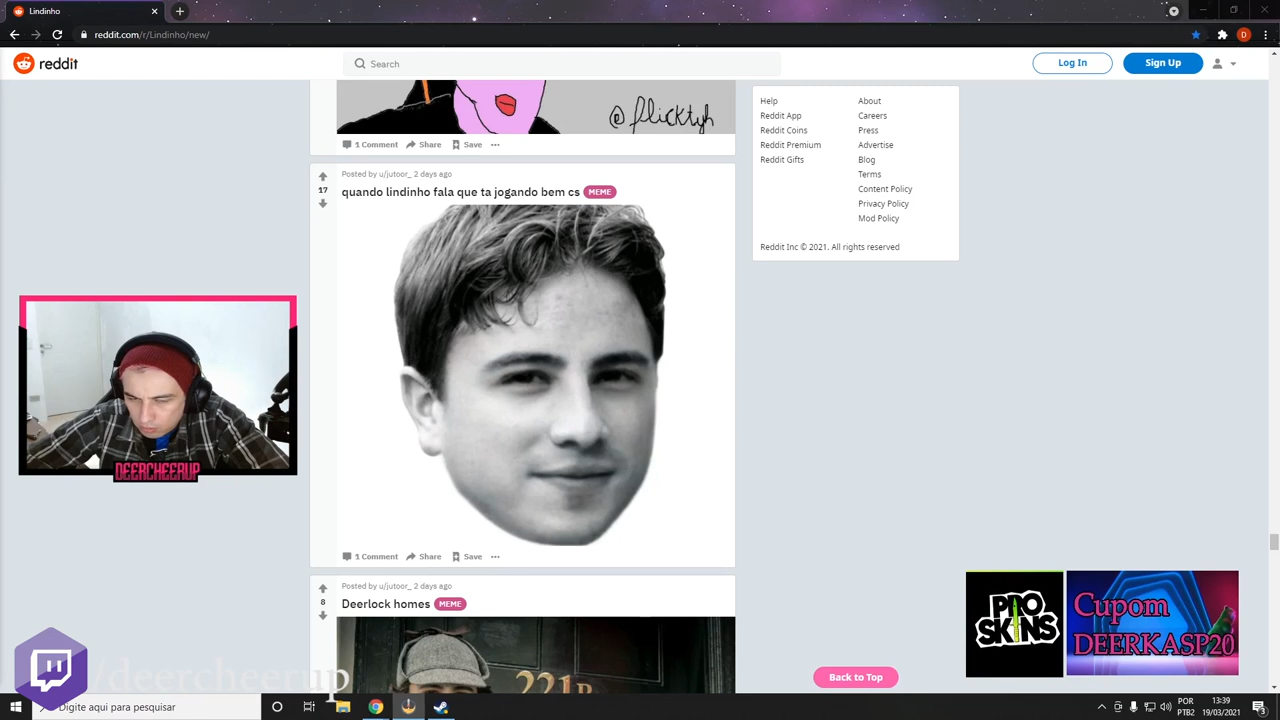 Lindinho
reddit.com/r/Lindinho/new/
D
reddit
Search
Log In
Sign Up
@flicktyh
1 Comment
Share
Save
Help
Reddit App
Reddit Coins
Reddit Premium
Reddit Gifts
About
Careers
Press
Advertise
Blog
Terms
Content Policy
Privacy Policy
Mod Policy
Reddit Inc © 2021. All rights reserved
Posted by u/jutoor_ 2 days ago
17
quando lindinho fala que ta jogando bem cs MEME
1 Comment
Share
Save
DEERCHEERUP
Posted by u/jutoor_ 2 days ago
8
Deerlock homes MEME
221B
PRO
SKINS
Cupom
DEERKASP20
/deercheerup
Back to Top
Digite aqui para pesquisar
POR
PTB2
13:39
19/03/2021
3